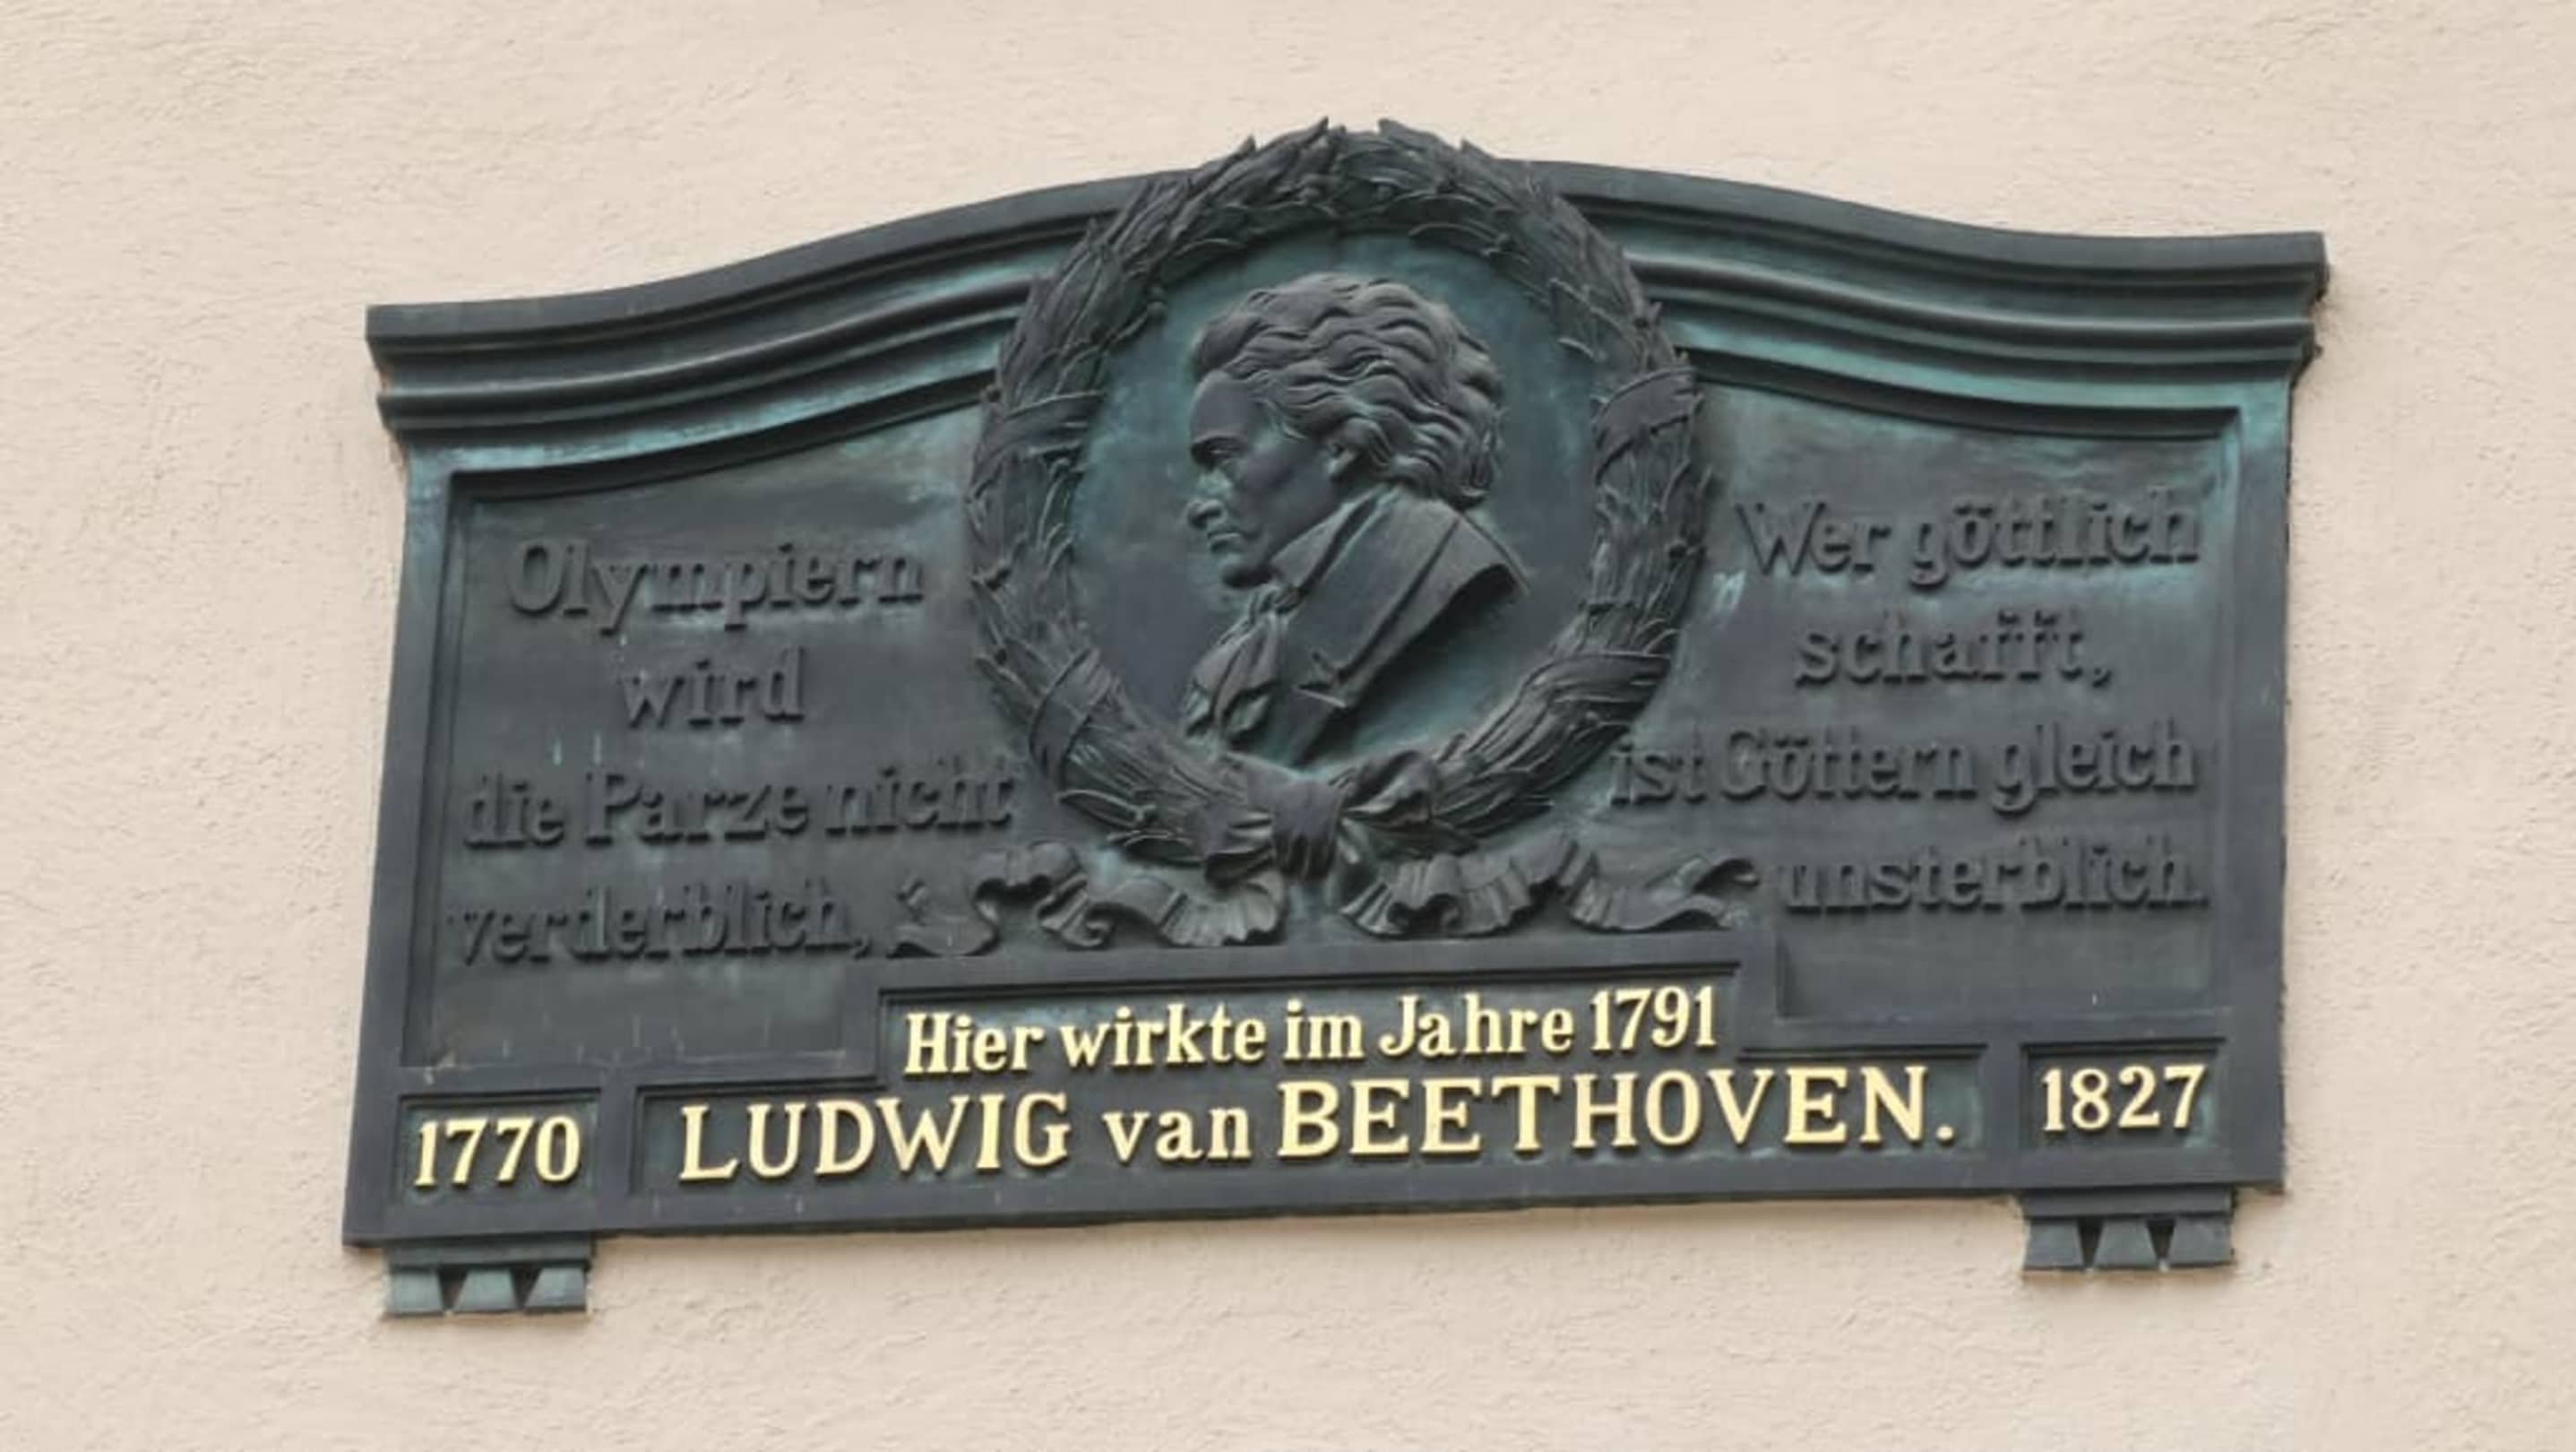 Olympiern
wird
die Parze nicht
verderblich,
Wer göttlich
schafft,
ist Göttern gleich
unsterblich.
Hier wirkte im Jahre 1791
1770
LUDWIG van BEETHOVEN.
1827